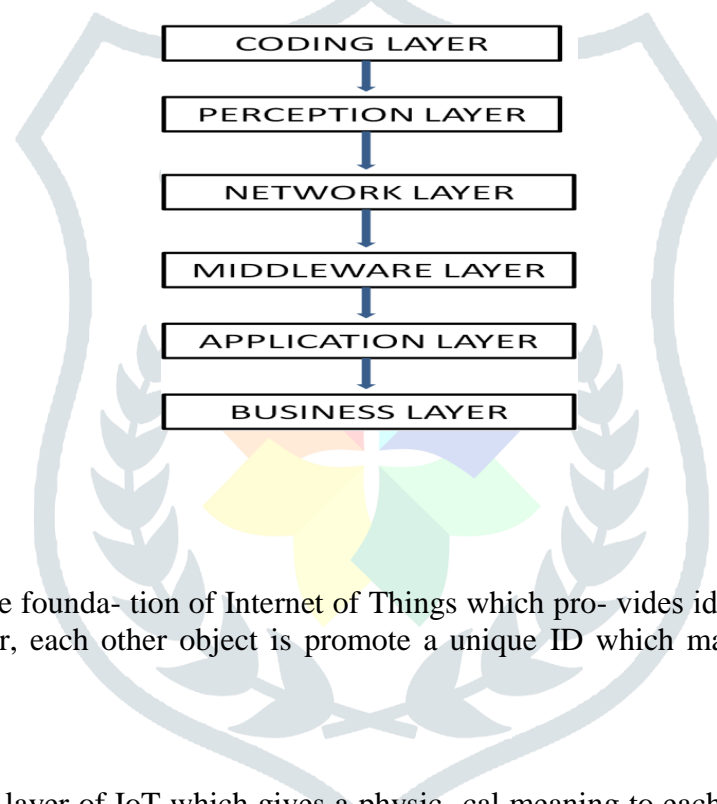 CODING LAYER
PERCEPTION LAYER
NETWORK LAYER
MIDDLEWARE LAYER
APPLICATION LAYER
BUSINESS LAYER
e founda- tion of Internet of Things which pro- vides id
r, each other object is promote a unique ID which ma
layer of IoT which gives a physic- cal meaning to each